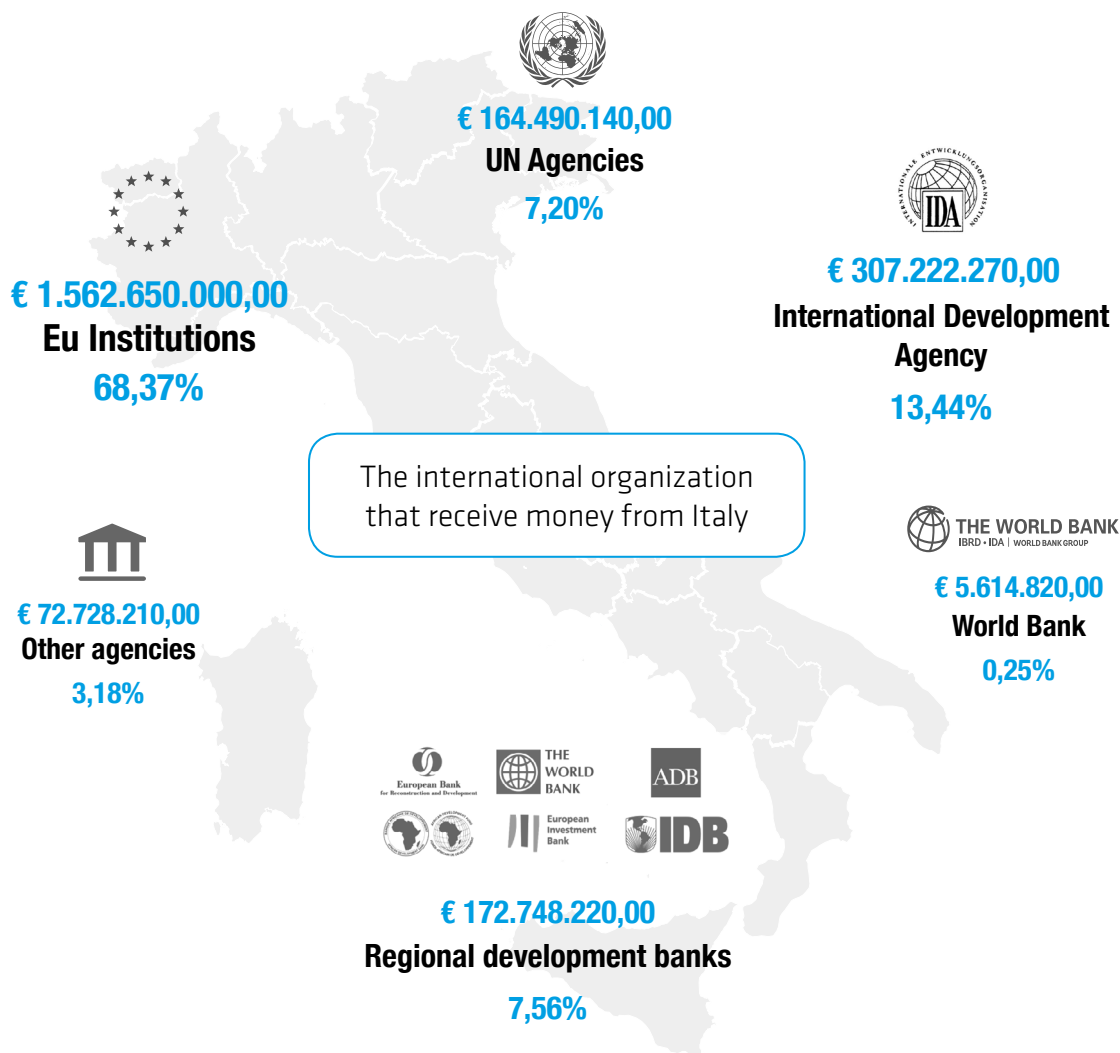 € 164.490.140,00
UN Agencies
7,20%
INTERNATIONALE ENTWICKLUNGSORGANISATION
IDA
€ 307.222.270,00
International Development
Agency
13,44%
€ 1.562.650.000,00
Eu Institutions
68,37%
The international organization
that receive money from Italy
THE WORLD BANK
IBRD • IDA | WORLD BANK GROUP
€ 5.614.820,00
World Bank
0,25%
€ 72.728.210,00
Other agencies
3,18%
European Bank
for Reconstruction and Development
THE
WORLD
BANK
ADB
European
Investment
Bank
IDB
€ 172.748.220,00
Regional development banks
7,56%